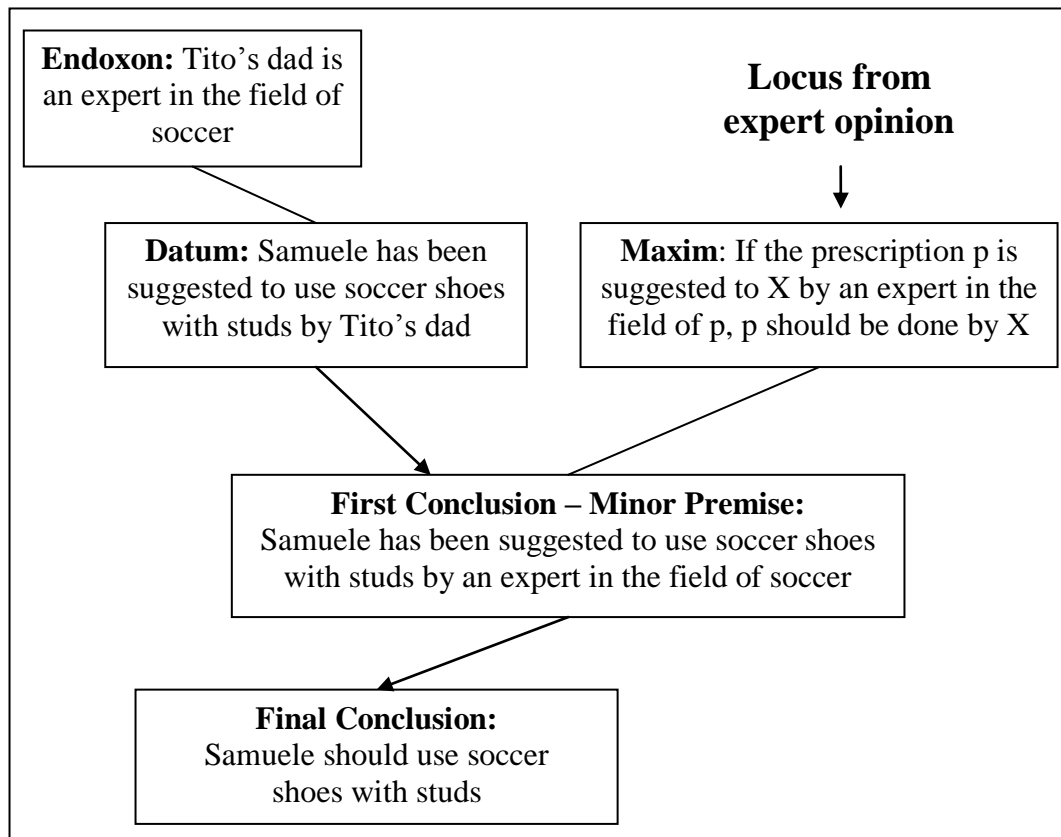 Endoxon: Tito’s dad is
an expert in the field of
soccer
Locus from
expert opinion
Datum: Samuele has been
suggested to use soccer shoes
with studs by Tito’s dad
Maxim: If the prescription p is
suggested to X by an expert in the
field of p, p should be done by X
First Conclusion – Minor Premise:
Samuele has been suggested to use soccer shoes
with studs by an expert in the field of soccer
Final Conclusion:
Samuele should use soccer
shoes with studs